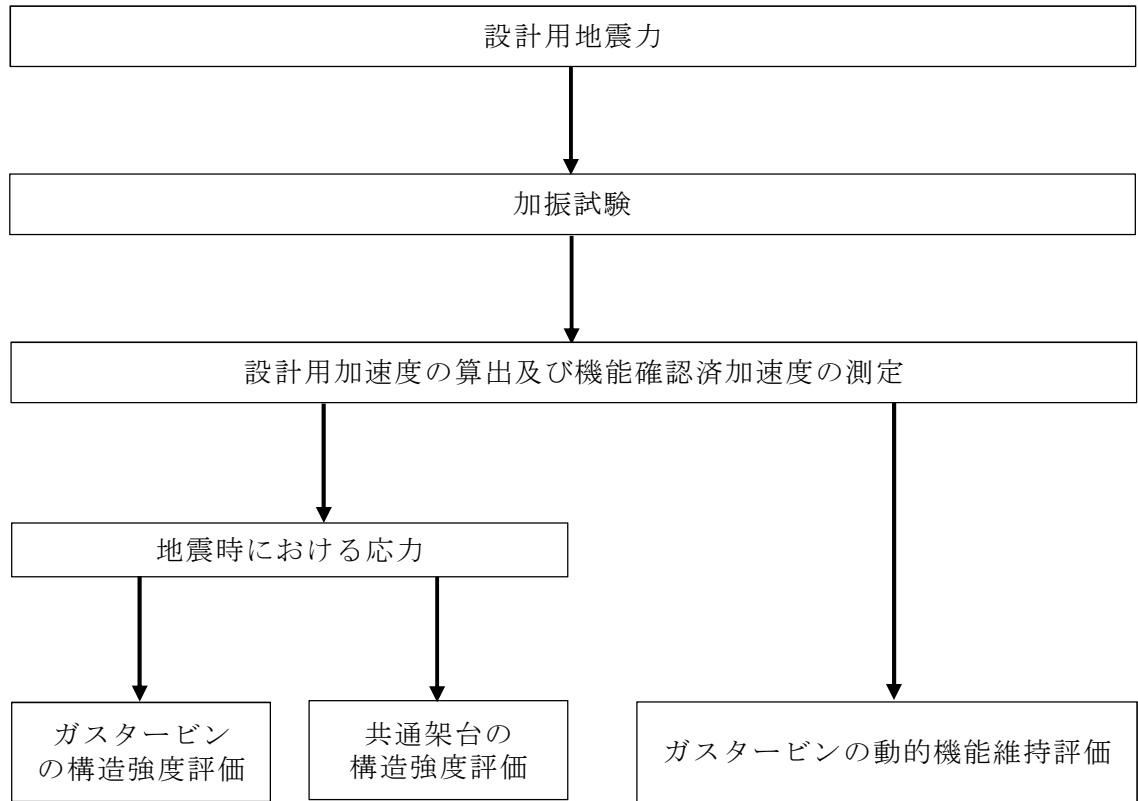 設計用地震力
加振試験
設計用加速度の算出及び機能確認済加速度の測定
地震時における応力
ガスタービン
の構造強度評価
共通架台の
構造強度評価
ガスタービンの動的機能維持評価